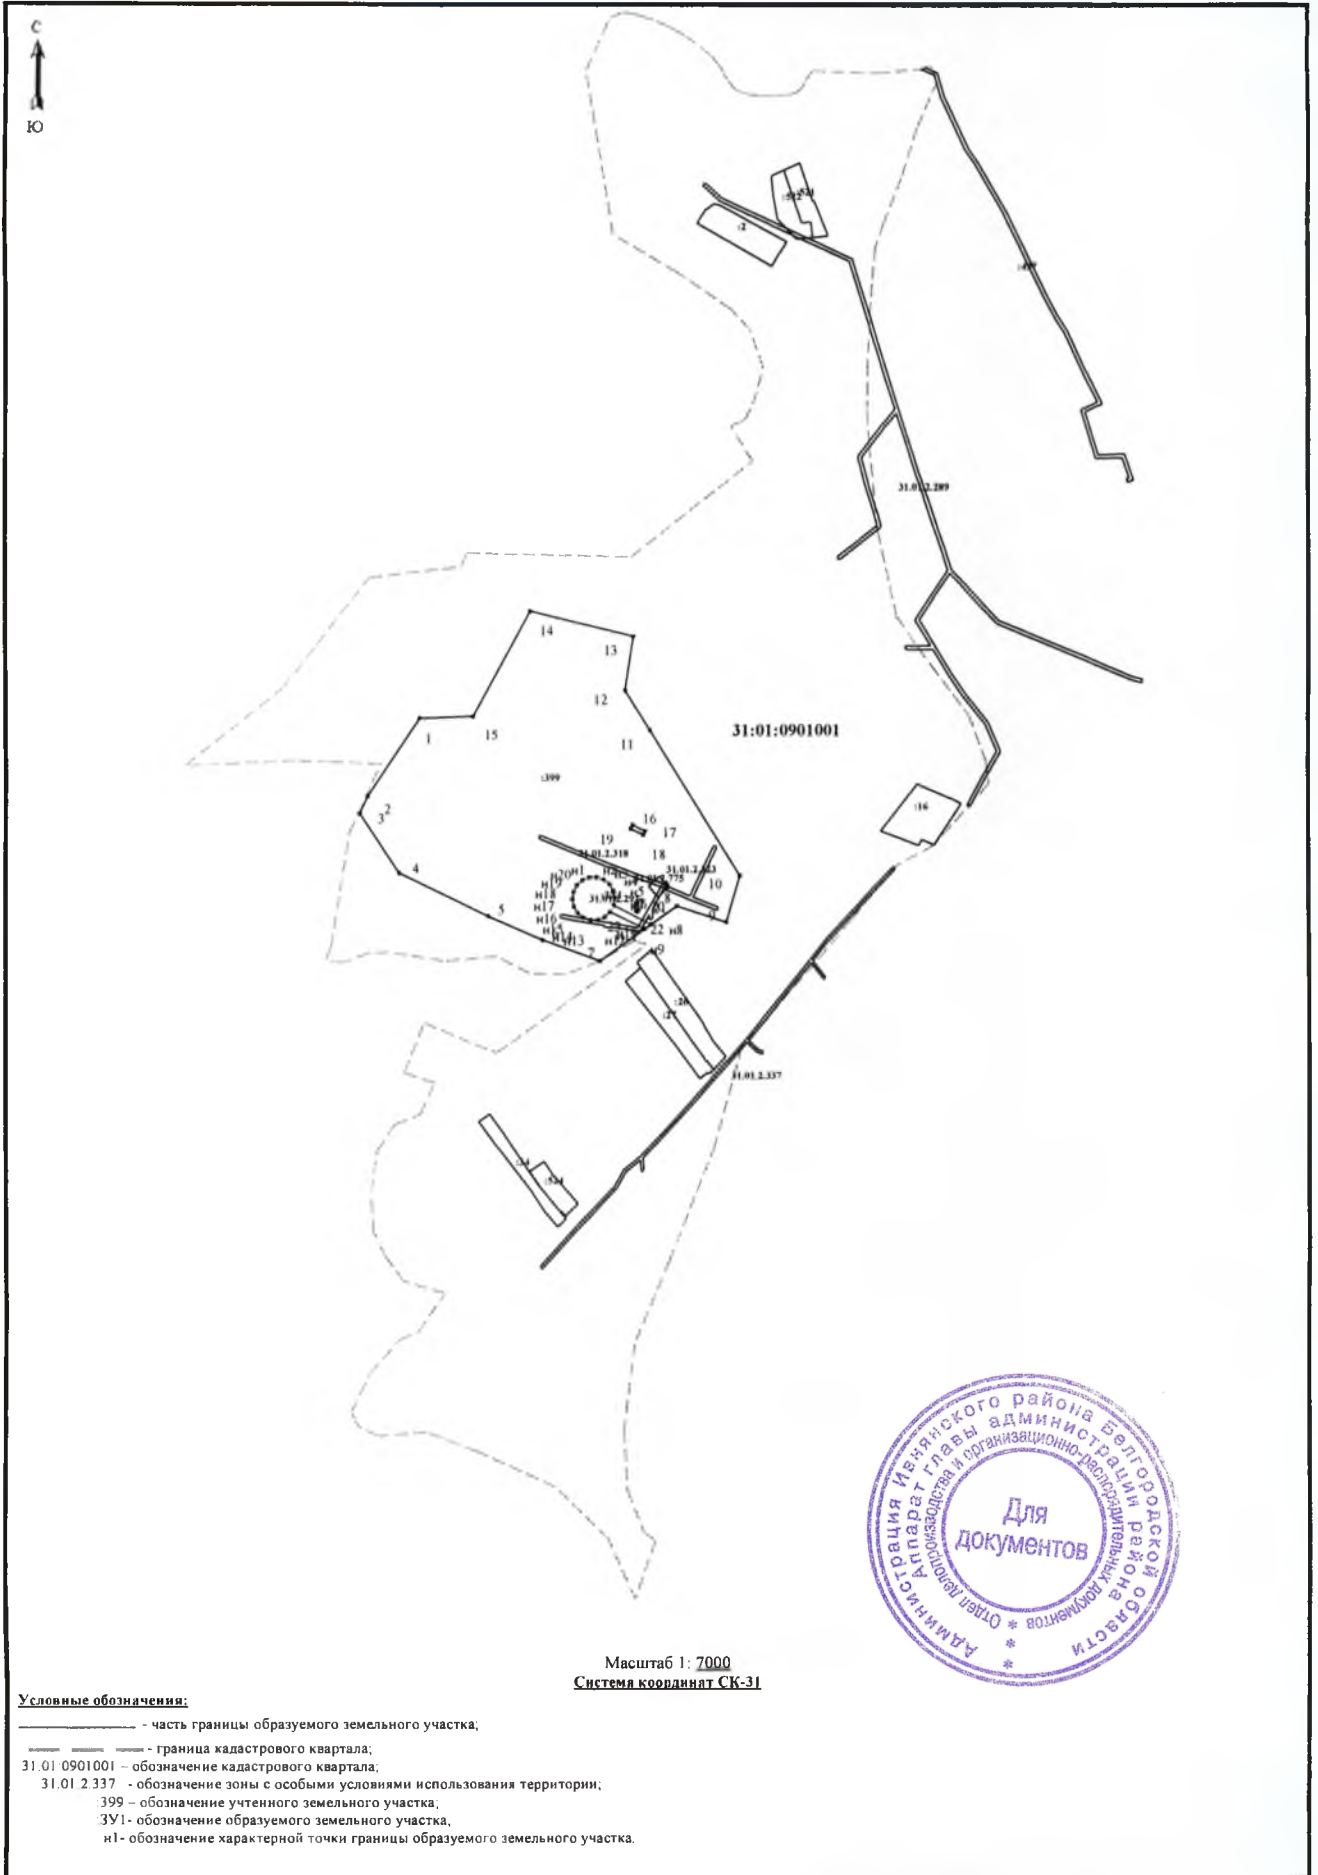 С
Ю
:2
31.01.2.289
14
13
12
1
15
11
31:01:0901001
:399
2
3
:16
16
17
19
31.01.2.318
18
4
10
н20
н1
н18
н17
5
н16
9
22
н8
н13
:26
:27
31.01.2.337
Масштаб 1: 7000
Система координат СК-31
Администрация Ивнянского района Белгородской области
Аппарат главы администрации района
Отдел делопроизводства и организационно-распорядительных документов
Для
документов
Условные обозначения:
- часть границы образуемого земельного участка;
- граница кадастрового квартала;
31:01:0901001 – обозначение кадастрового квартала;
31.01.2.337 - обозначение зоны с особыми условиями использования территории;
:399 – обозначение учтенного земельного участка;
:ЗУ1- обозначение образуемого земельного участка,
н1- обозначение характерной точки границы образуемого земельного участка.